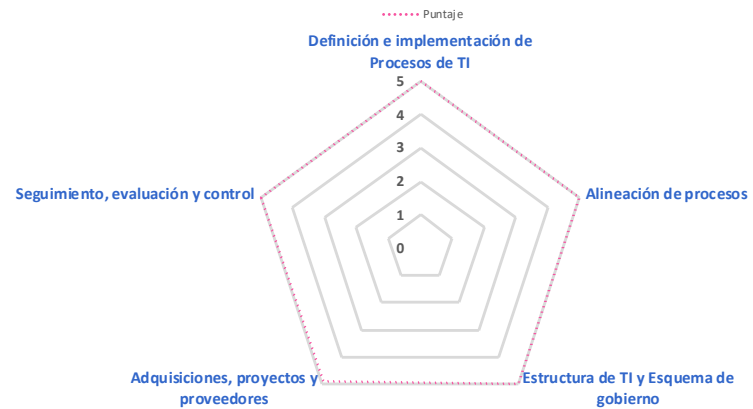 Puntaje
Definición e implementación de
Procesos de TI
5
4
3
2
1
0
Seguimiento, evaluación y control
Alineación de procesos
Adquisiciones, proyectos y
proveedores
Estructura de TI y Esquema de
gobierno